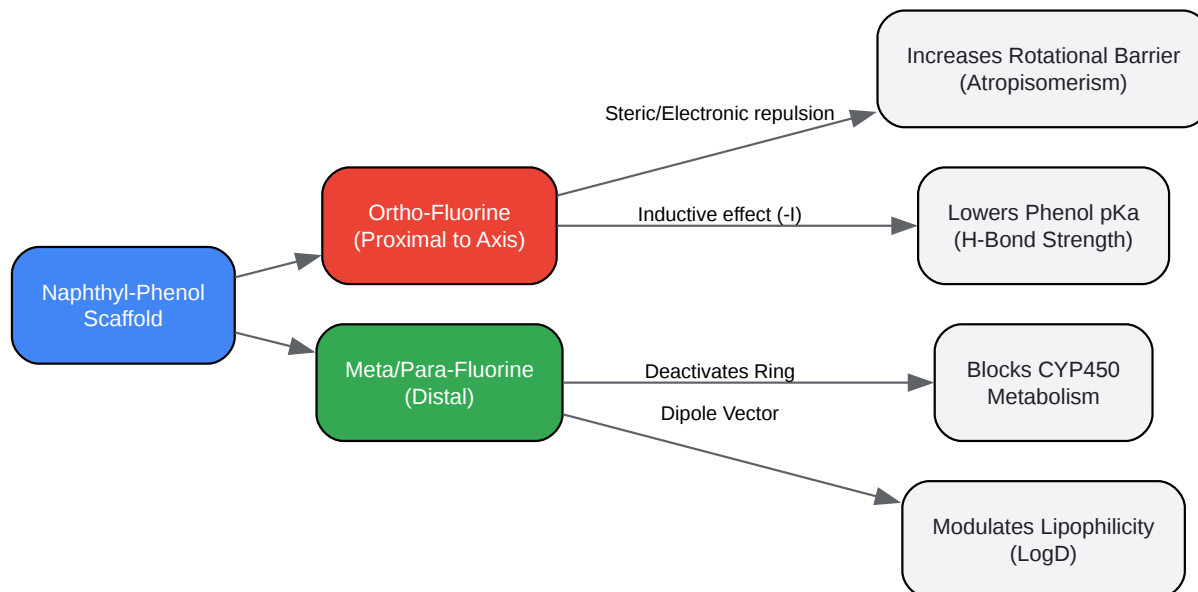 Naphthyl-Phenol
Scaffold
Ortho-Fluorine
(Proximal to Axis)
Meta/Para-Fluorine
(Distal)
Steric/Electronic repulsion
Inductive effect (-I)
Deactivates Ring
Dipole Vector
Increases Rotational Barrier
(Atropisomerism)
Lowers Phenol pKa
(H-Bond Strength)
Blocks CYP450
Metabolism
Modulates Lipophilicity
(LogD)